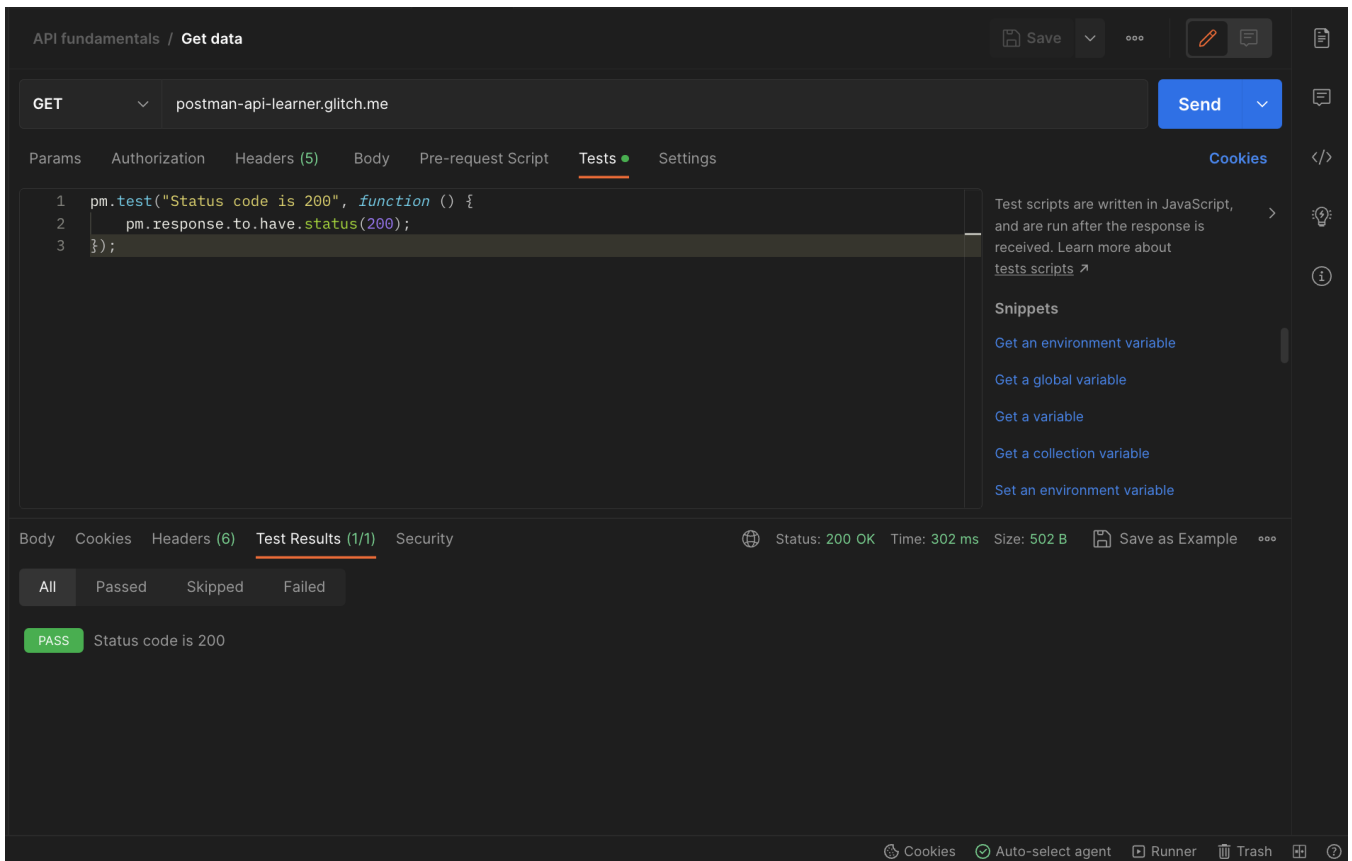 API fundamentals / Get data
Save
GET
postman-api-learner.glitch.me
Send
Params Authorization Headers (5) Body Pre-request Script Tests Settings
Cookies
1 pm.test("Status code is 200", function () {
2 pm.response.to.have.status(200);
3 });
Test scripts are written in JavaScript,
and are run after the response is
received. Learn more about
tests scripts
Snippets
Get an environment variable
Get a global variable
Get a variable
Get a collection variable
Set an environment variable
Body Cookies Headers (6) Test Results (1/1) Security
Status: 200 OK Time: 302 ms Size: 502 B Save as Example
All Passed Skipped Failed
PASS Status code is 200
Cookies Auto-select agent Runner Trash